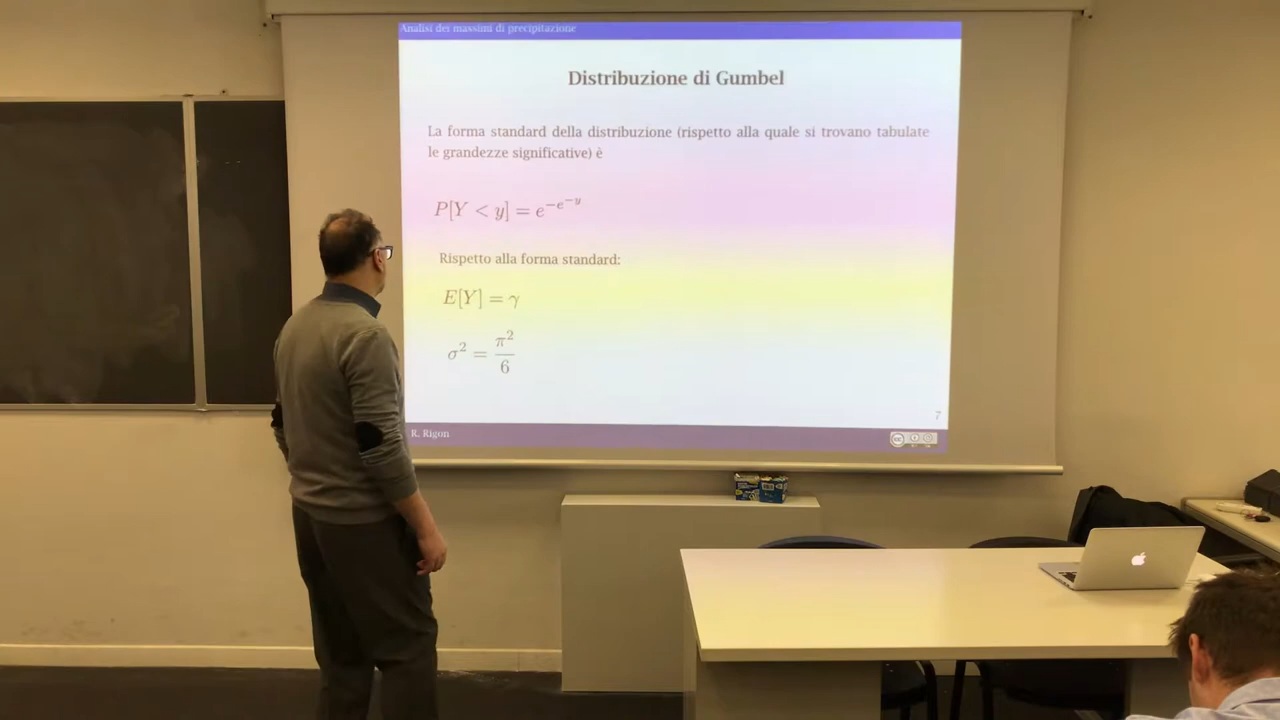 Analisi dei massimi di precipitazione
Distribuzione di Gumbel
La forma standard della distribuzione (rispetto alla quale si trovano tabulate
le grandezze significative) è
P[Y < y] = e^{-e^{-y}}
Rispetto alla forma standard:
E[Y] = γ
σ² = π²/6
7
R. Rigon
cc